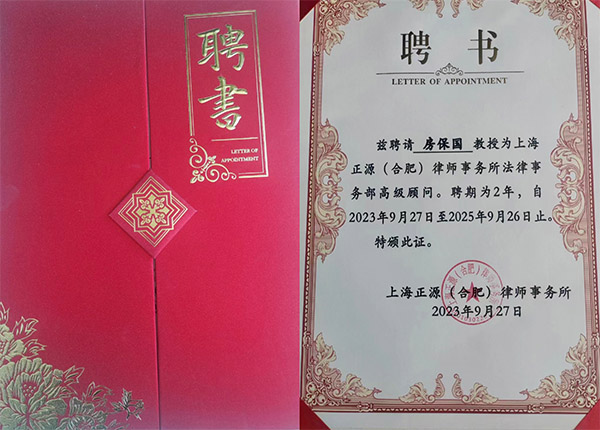 聘書
LETTER OF
APPODITMENT
聘 书
LETTER OF APPOINTMENT
兹聘请 房保国 教授为上海
正源（合肥）律师事务所法律事
务部高级顾问。聘期为2年，自
2023年9月27日至2025年9月26日止。
特颁此证。
上海正源（合肥）律师事务所
2023年9月27日